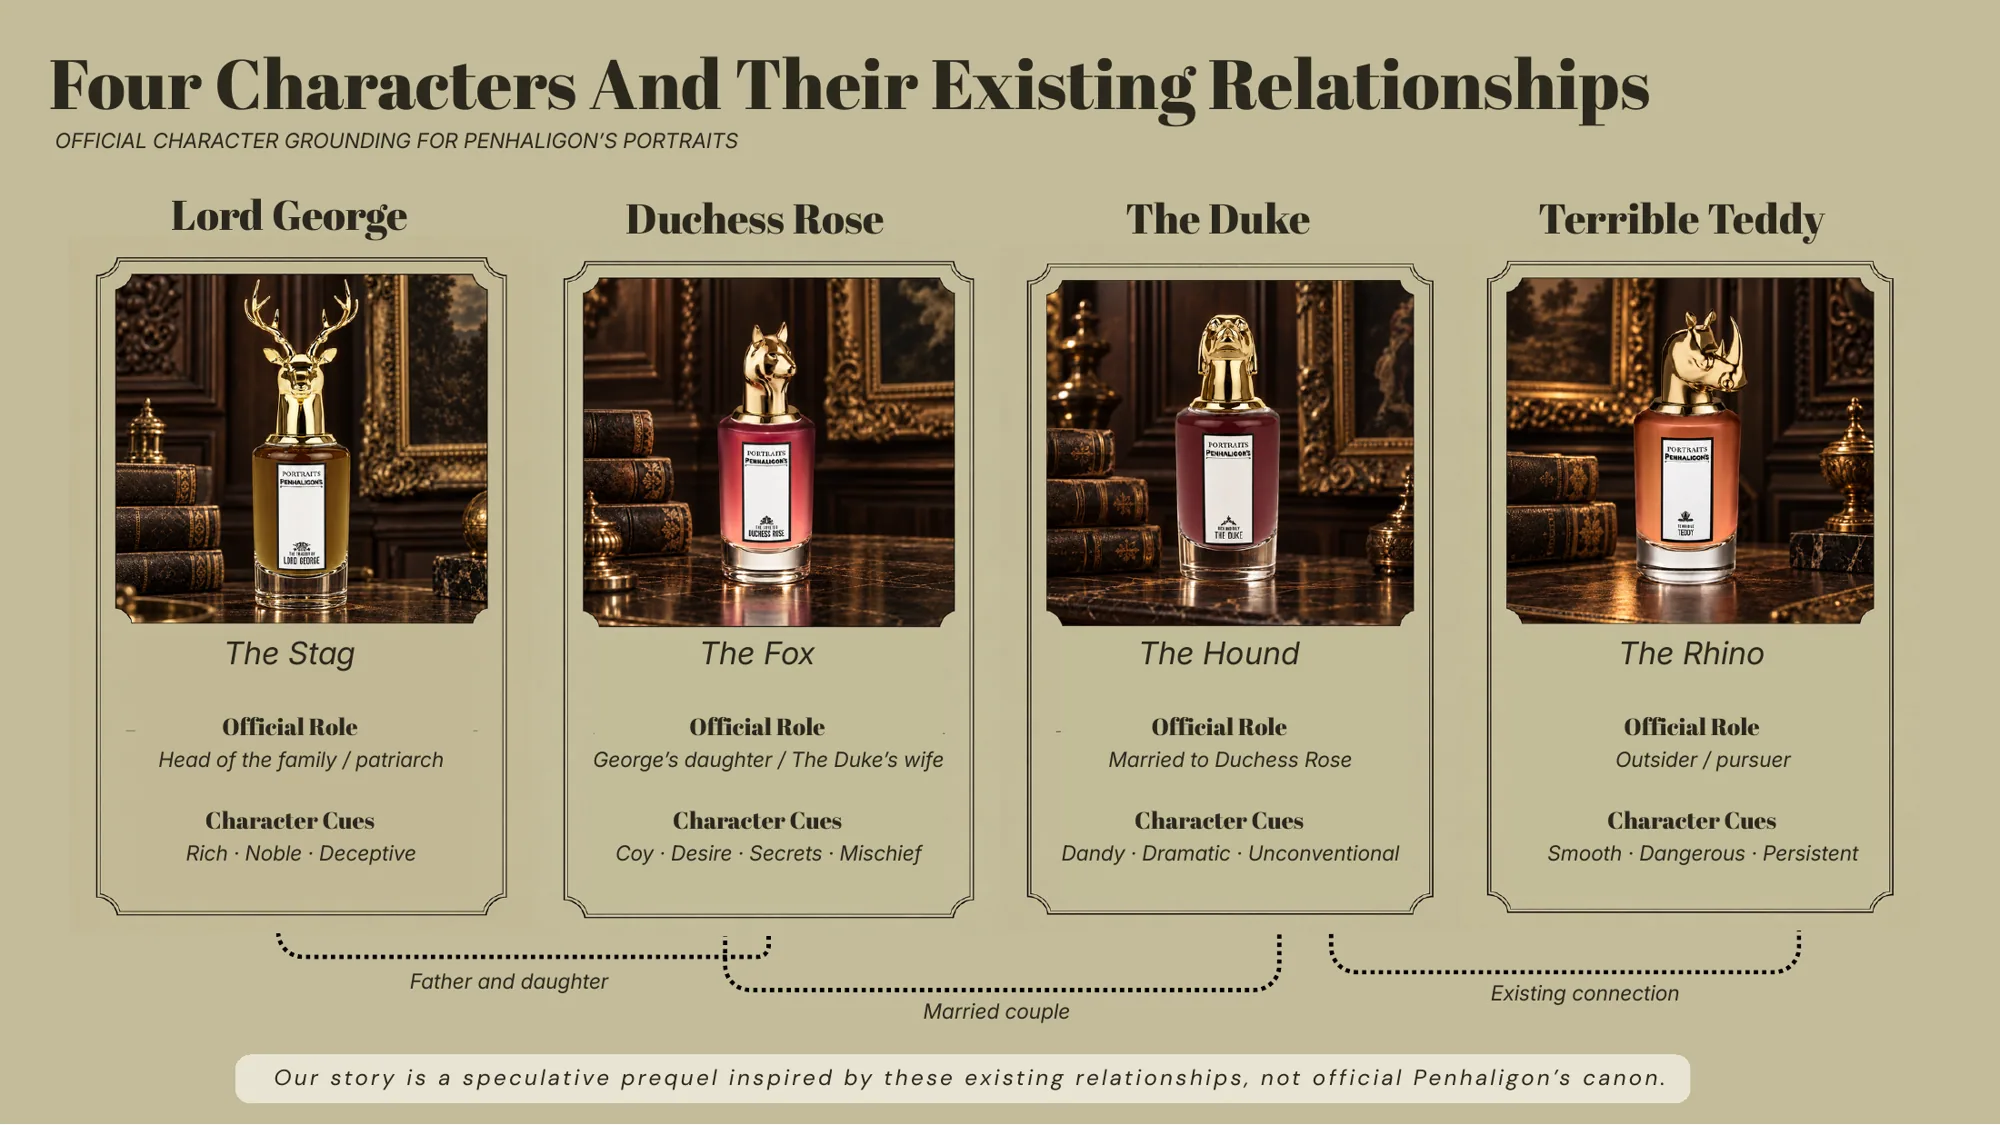 Four Characters And Their Existing Relationships
OFFICIAL CHARACTER GROUNDING FOR PENHALIGON'S PORTRAITS
Lord George
PORTRAITS
PENHALIGON'S
THE TRAGEDY OF
LORD GEORGE
The Stag
Official Role
Head of the family / patriarch
Character Cues
Rich · Noble · Deceptive
Duchess Rose
PORTRAITS
PENHALIGON'S
DUCHESS ROSE
The Fox
Official Role
George's daughter / The Duke's wife
Character Cues
Coy · Desire · Secrets · Mischief
The Duke
PORTRAITS
PENHALIGON'S
THE DUKE
The Hound
Official Role
Married to Duchess Rose
Character Cues
Dandy · Dramatic · Unconventional
Terrible Teddy
PORTRAITS
PENHALIGON'S
TERRIBLE
TEDDY
The Rhino
Official Role
Outsider / pursuer
Character Cues
Smooth · Dangerous · Persistent
Father and daughter
Married couple
Existing connection
Our story is a speculative prequel inspired by these existing relationships, not official Penhaligon's canon.